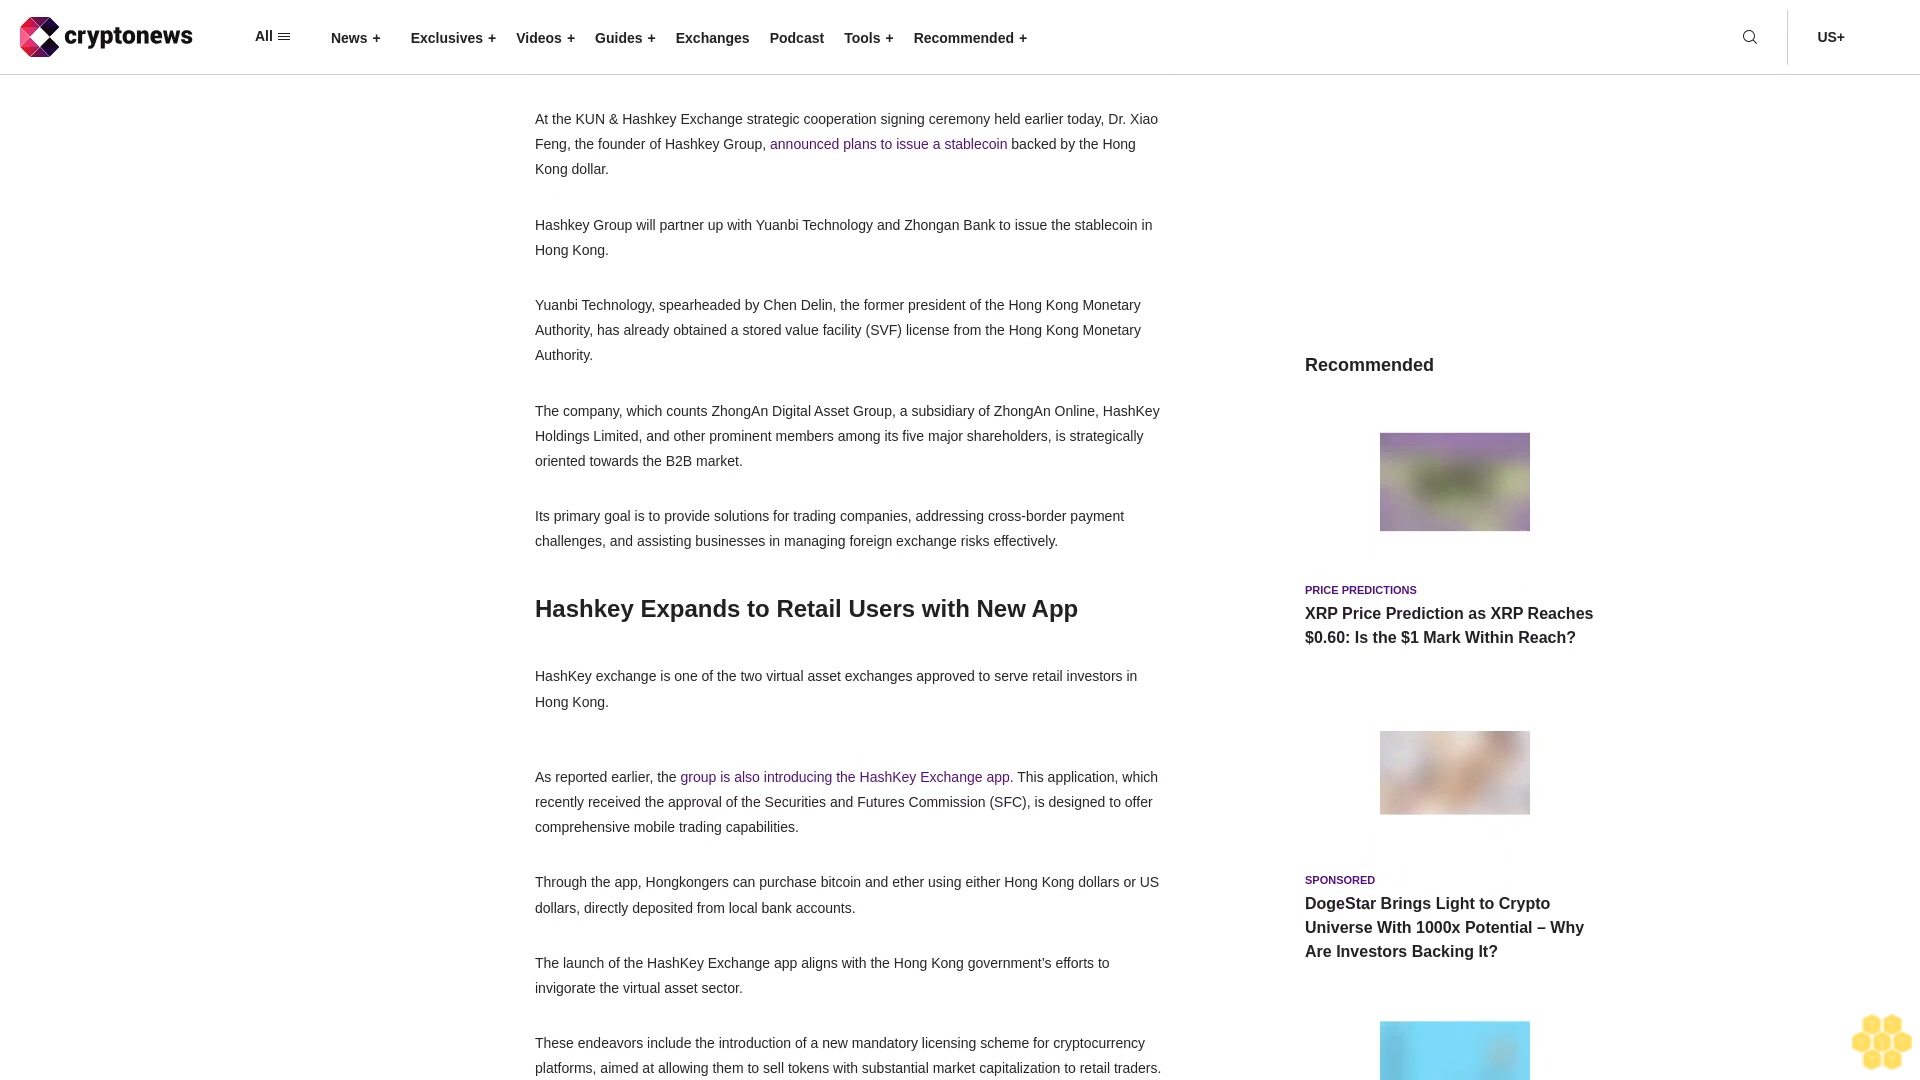 cryptonews
All
News +
Exclusives +
Videos +
Guides +
Exchanges
Podcast
Tools +
Recommended +
US+
At the KUN & Hashkey Exchange strategic cooperation signing ceremony held earlier today, Dr. Xiao
Feng, the founder of Hashkey Group, announced plans to issue a stablecoin backed by the Hong
Kong dollar.
Hashkey Group will partner up with Yuanbi Technology and Zhongan Bank to issue the stablecoin in
Hong Kong.
Yuanbi Technology, spearheaded by Chen Delin, the former president of the Hong Kong Monetary
Authority, has already obtained a stored value facility (SVF) license from the Hong Kong Monetary
Authority.
The company, which counts ZhongAn Digital Asset Group, a subsidiary of ZhongAn Online, HashKey
Holdings Limited, and other prominent members among its five major shareholders, is strategically
oriented towards the B2B market.
Its primary goal is to provide solutions for trading companies, addressing cross-border payment
challenges, and assisting businesses in managing foreign exchange risks effectively.
Hashkey Expands to Retail Users with New App
HashKey exchange is one of the two virtual asset exchanges approved to serve retail investors in
Hong Kong.
As reported earlier, the group is also introducing the HashKey Exchange app. This application, which
recently received the approval of the Securities and Futures Commission (SFC), is designed to offer
comprehensive mobile trading capabilities.
Through the app, Hongkongers can purchase bitcoin and ether using either Hong Kong dollars or US
dollars, directly deposited from local bank accounts.
The launch of the HashKey Exchange app aligns with the Hong Kong government’s efforts to
invigorate the virtual asset sector.
These endeavors include the introduction of a new mandatory licensing scheme for cryptocurrency
platforms, aimed at allowing them to sell tokens with substantial market capitalization to retail traders.
Recommended
PRICE PREDICTIONS
XRP Price Prediction as XRP Reaches
$0.60: Is the $1 Mark Within Reach?
SPONSORED
DogeStar Brings Light to Crypto
Universe With 1000x Potential – Why
Are Investors Backing It?